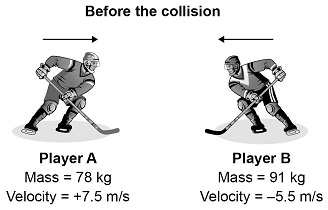 Before the collision
Player A
Mass = 78 kg
Velocity = +7.5 m/s
Player B
Mass = 91 kg
Velocity = –5.5 m/s